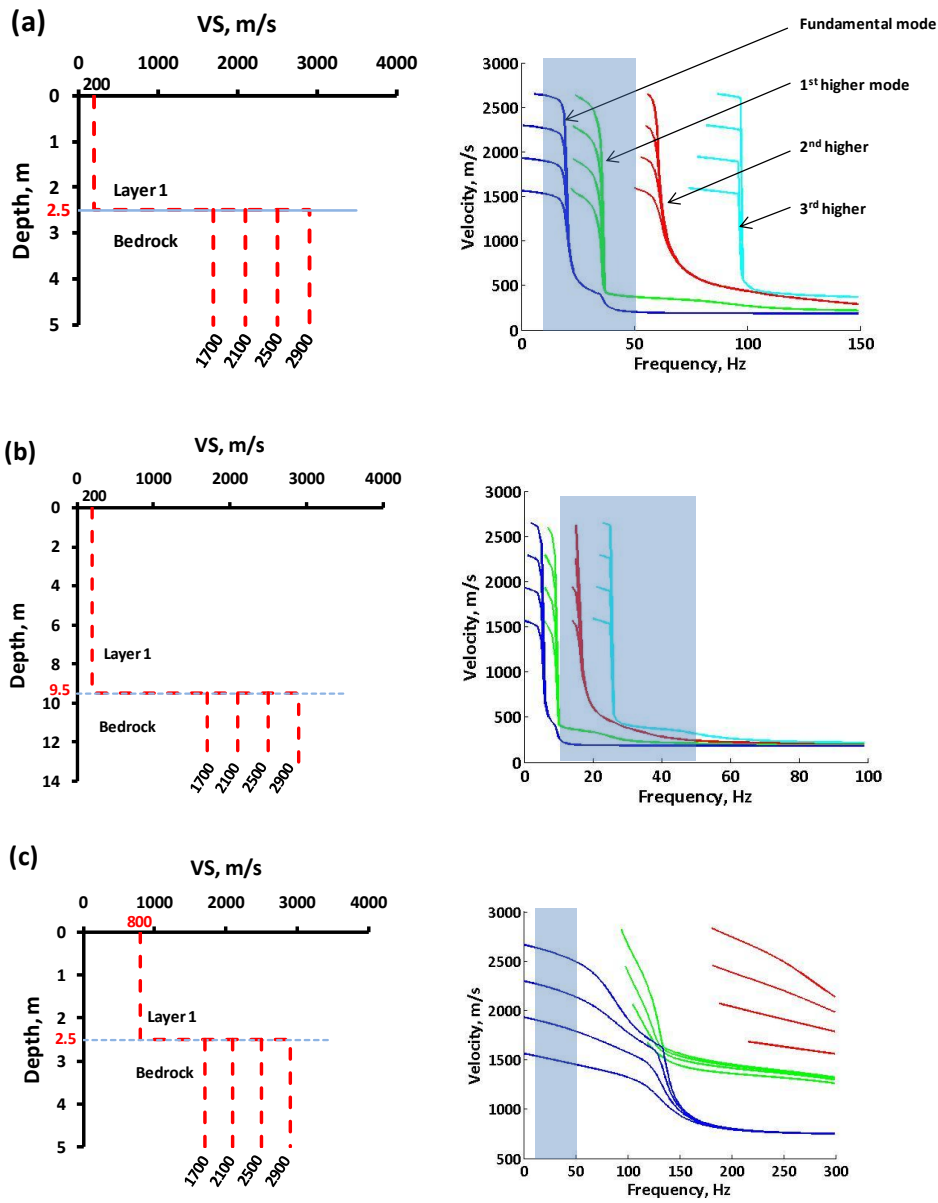 (a)
VS, m/s
0 1000 2000 3000 4000
200
0
1
2
2.5
3
4
5
Depth, m
Layer 1
Bedrock
1700 2100 2500 2900
Fundamental mode
1st higher mode
2nd higher
3rd higher
3000
2500
2000
1500
1000
500
0
Velocity, m/s
0 50 100 150
Frequency, Hz
(b)
VS, m/s
0 1000 2000 3000 4000
200
0
2
4
6
8
9.5
10
12
14
Depth, m
Layer 1
Bedrock
1700 2100 2500 2900
3000
2500
2000
1500
1000
500
0
Velocity, m/s
0 20 40 60 80 100
Frequency, Hz
(c)
VS, m/s
0 1000 2000 3000 4000
800
0
1
2
2.5
3
4
5
Depth, m
Layer 1
Bedrock
1700 2100 2500 2900
3000
2500
2000
1500
1000
500
Velocity, m/s
0 50 100 150 200 250 300
Frequency, Hz